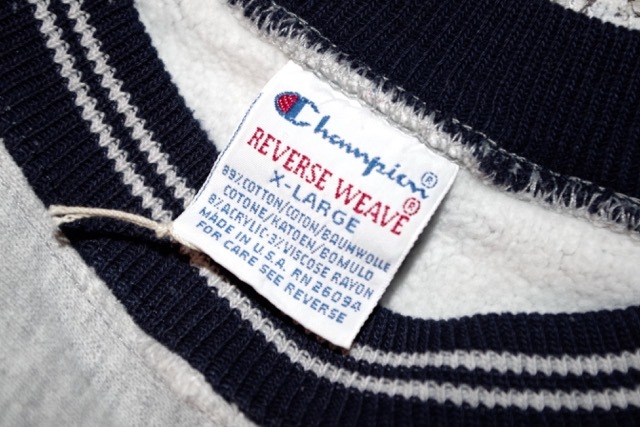 Champion®
REVERSE WEAVE®
X-LARGE
89% COTTON/COTON/BAUMWOLLE
COTONE/KATOEN/BOMULD
8% ACRYLIC·3% VISCOSE RAYON
MADE IN U.S.A. RN 26094
FOR CARE SEE REVERSE